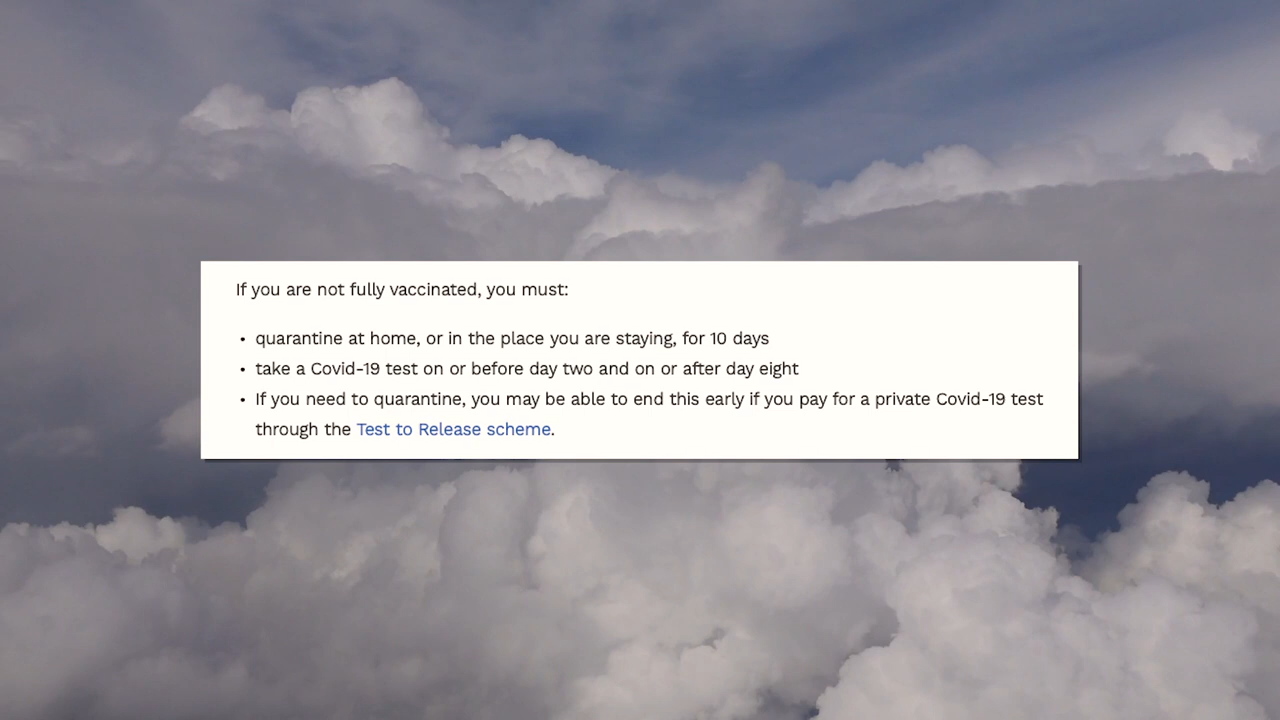 If you are not fully vaccinated, you must:
• quarantine at home, or in the place you are staying, for 10 days
• take a Covid-19 test on or before day two and on or after day eight
• If you need to quarantine, you may be able to end this early if you pay for a private Covid-19 test
through the Test to Release scheme.